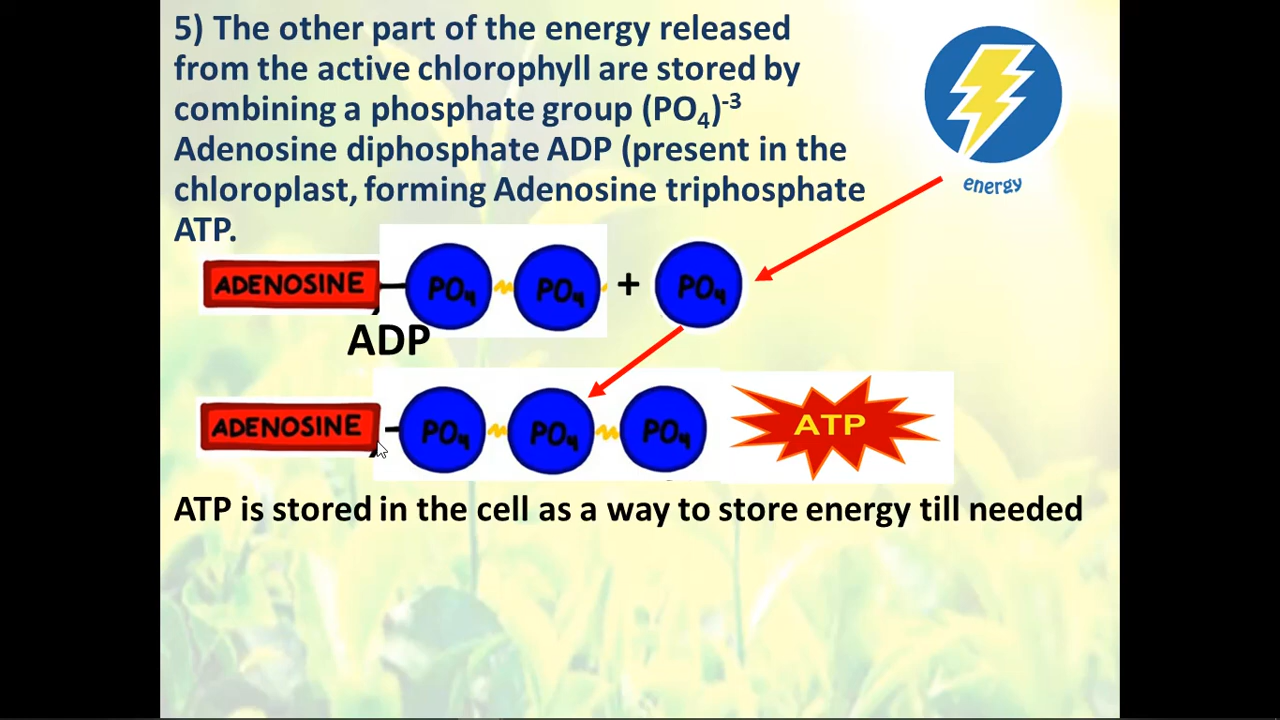 5) The other part of the energy released
from the active chlorophyll are stored by
combining a phosphate group (PO₄)⁻³
Adenosine diphosphate ADP (present in the
chloroplast, forming Adenosine triphosphate
ATP.
energy
ADENOSINE PO₄ PO₄ + PO₄
ADP
ADENOSINE PO₄ PO₄ PO₄ ATP
ATP is stored in the cell as a way to store energy till needed